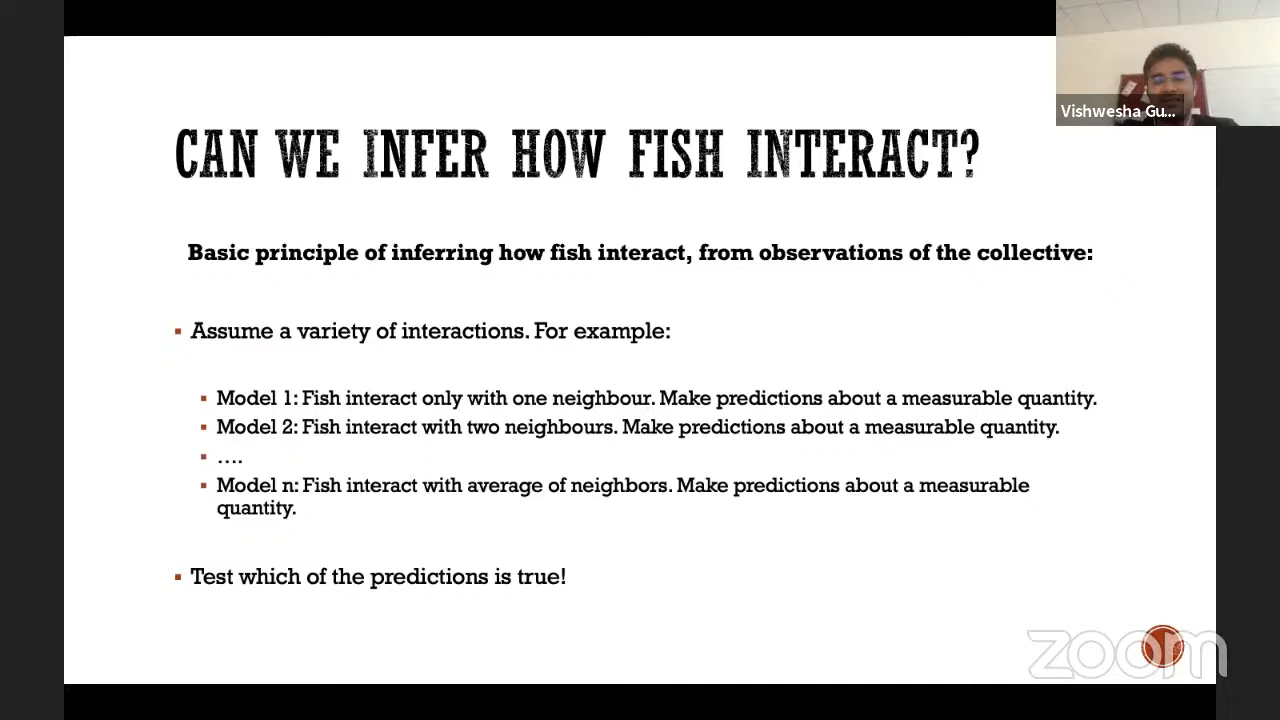 Vishwesha Gu...
CAN WE INFER HOW FISH INTERACT?
Basic principle of inferring how fish interact, from observations of the collective:
▪ Assume a variety of interactions. For example:
▪ Model 1: Fish interact only with one neighbour. Make predictions about a measurable quantity.
▪ Model 2: Fish interact with two neighbours. Make predictions about a measurable quantity.
▪ ....
▪ Model n: Fish interact with average of neighbors. Make predictions about a measurable
quantity.
▪ Test which of the predictions is true!
zoom